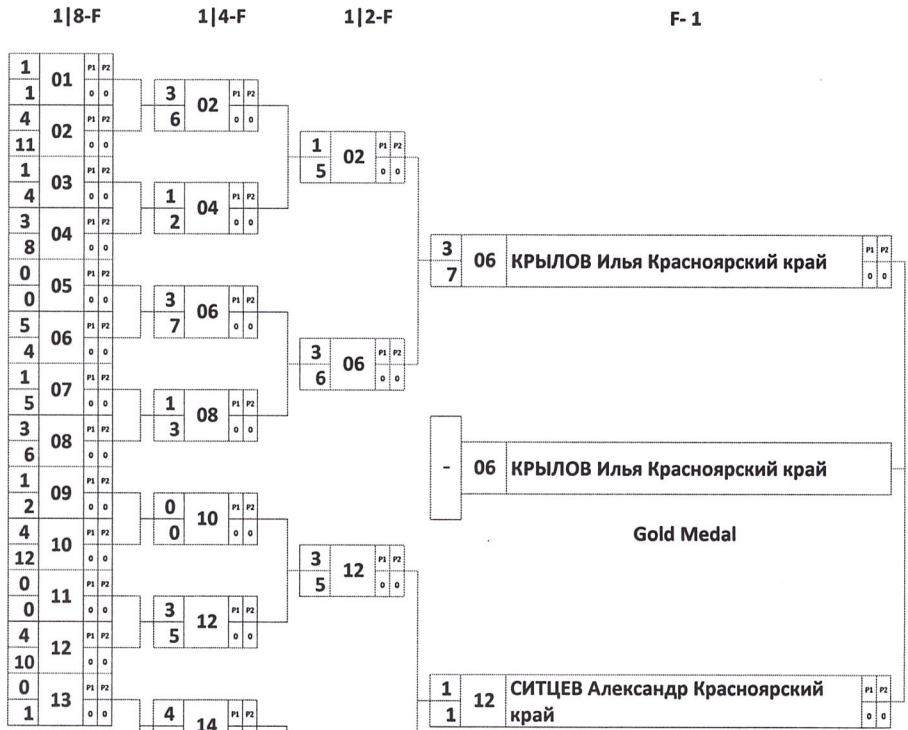 1|8-F 1|4-F 1|2-F F- 1
1 01 P1 P2
1 0 0
3 02 P1 P2
6 0 0
4 02 P1 P2
11 0 0
1 02 P1 P2
5 0 0
1 03 P1 P2
4 0 0
1 04 P1 P2
2 0 0
3 04 P1 P2
8 0 0
3 06 КРЫЛОВ Илья Красноярский край P1 P2
7 0 0
0 05 P1 P2
0 0 0
3 06 P1 P2
7 0 0
5 06 P1 P2
4 0 0
3 06 P1 P2
6 0 0
1 07 P1 P2
5 0 0
1 08 P1 P2
3 0 0
3 08 P1 P2
6 0 0
- 06 КРЫЛОВ Илья Красноярский край
1 09 P1 P2
2 0 0
0 10 P1 P2
0 0 0
Gold Medal
4 10 P1 P2
12 0 0
3 12 P1 P2
5 0 0
0 11 P1 P2
0 0 0
3 12 P1 P2
5 0 0
4 12 P1 P2
10 0 0
0 13 P1 P2
1 0 0
1 12 СИТЦЕВ Александр Красноярский P1 P2
1 край 0 0
4 14 P1 P2